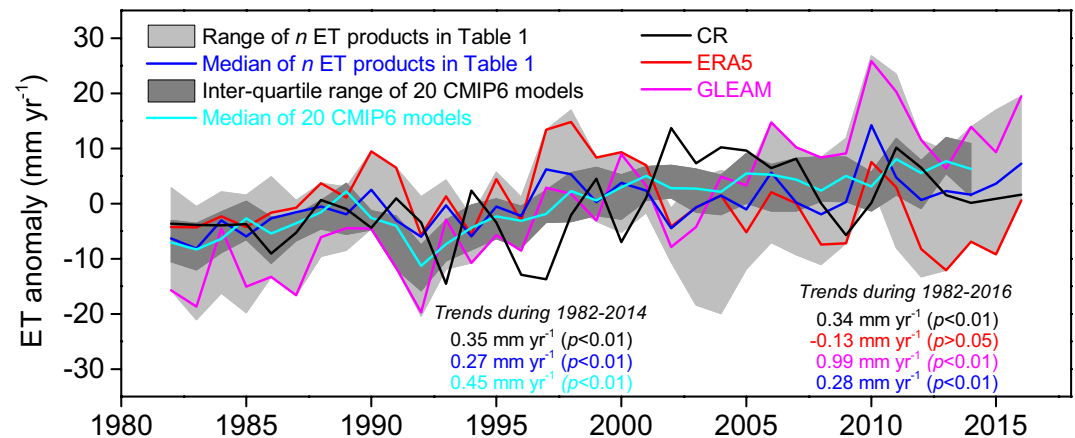 ET anomaly (mm yr⁻¹)
30
20
10
0
-10
-20
-30
Range of n ET products in Table 1
Median of n ET products in Table 1
Inter-quartile range of 20 CMIP6 models
Median of 20 CMIP6 models
CR
ERA5
GLEAM
Trends during 1982-2014
0.35 mm yr⁻¹ (p<0.01)
0.27 mm yr⁻¹ (p<0.01)
0.45 mm yr⁻¹ (p<0.01)
Trends during 1982-2016
0.34 mm yr⁻¹ (p<0.01)
-0.13 mm yr⁻¹ (p>0.05)
0.99 mm yr⁻¹ (p<0.01)
0.28 mm yr⁻¹ (p<0.01)
1980 1985 1990 1995 2000 2005 2010 2015